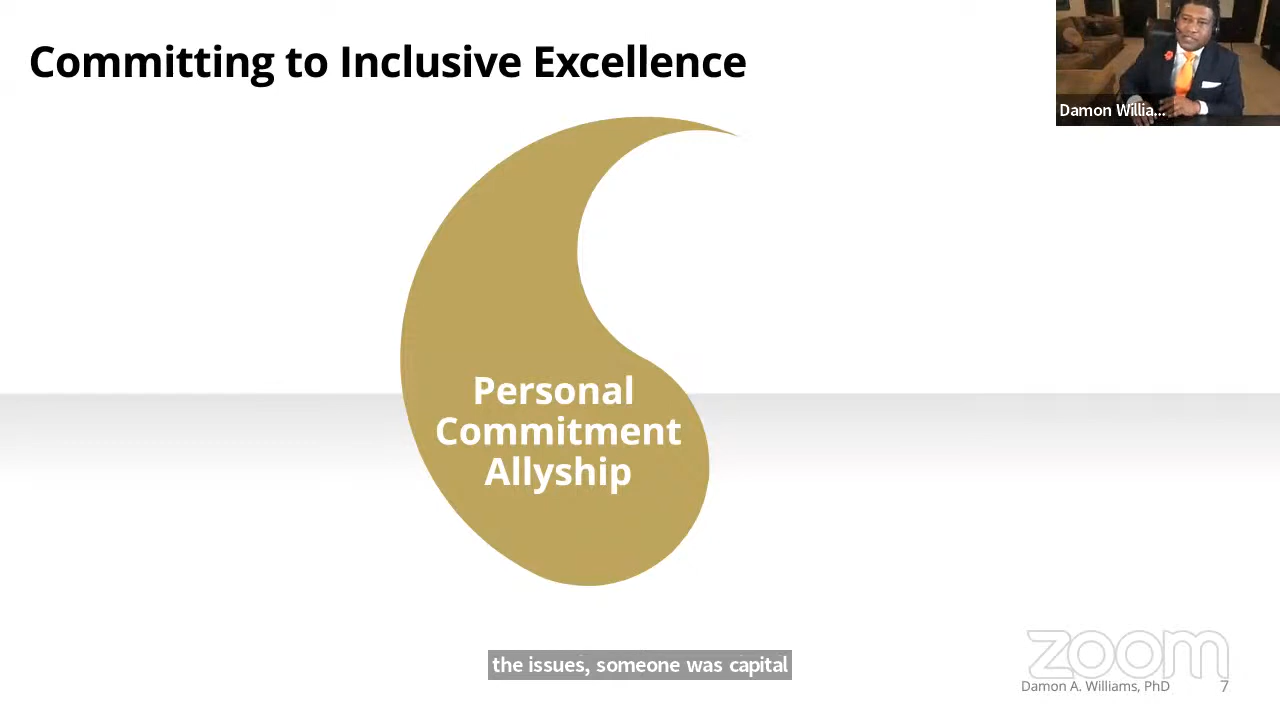 Committing to Inclusive Excellence
Damon Willia...
Personal
Commitment
Allyship
the issues, someone was capital
zoom
Damon A. Williams, PhD
7